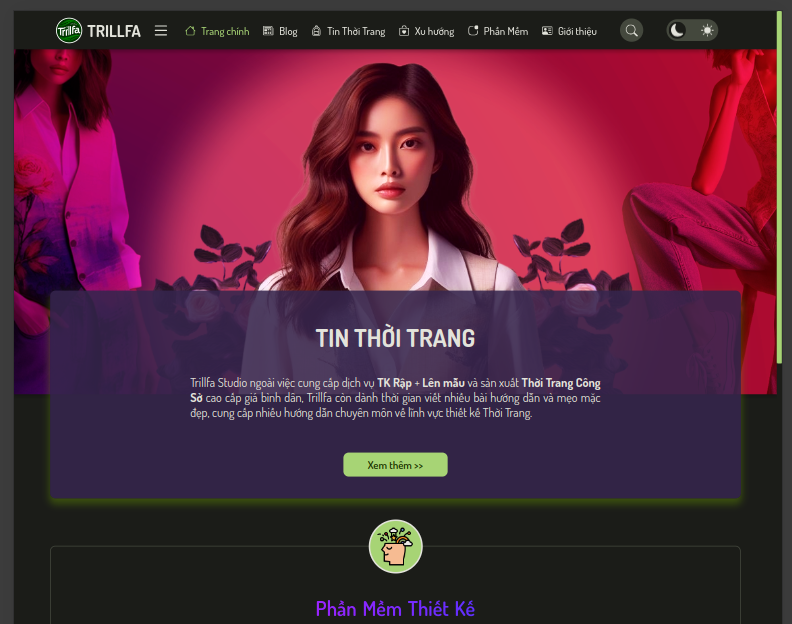 Trillfa TRILLFA Trang chính Blog Tin Thời Trang Xu hướng Phần Mềm Giới thiệu
TIN THỜI TRANG
Trillfa Studio ngoài việc cung cấp dịch vụ TK Rập + Lên mẫu và sản xuất Thời Trang Công
Sở cao cấp giá bình dân, Trillfa còn dành thời gian viết nhiều bài hướng dẫn và mẹo mặc
đẹp, cung cấp nhiều hướng dẫn chuyên môn về lĩnh vực thiết kế Thời Trang.
Xem thêm >>
Phần Mềm Thiết Kế